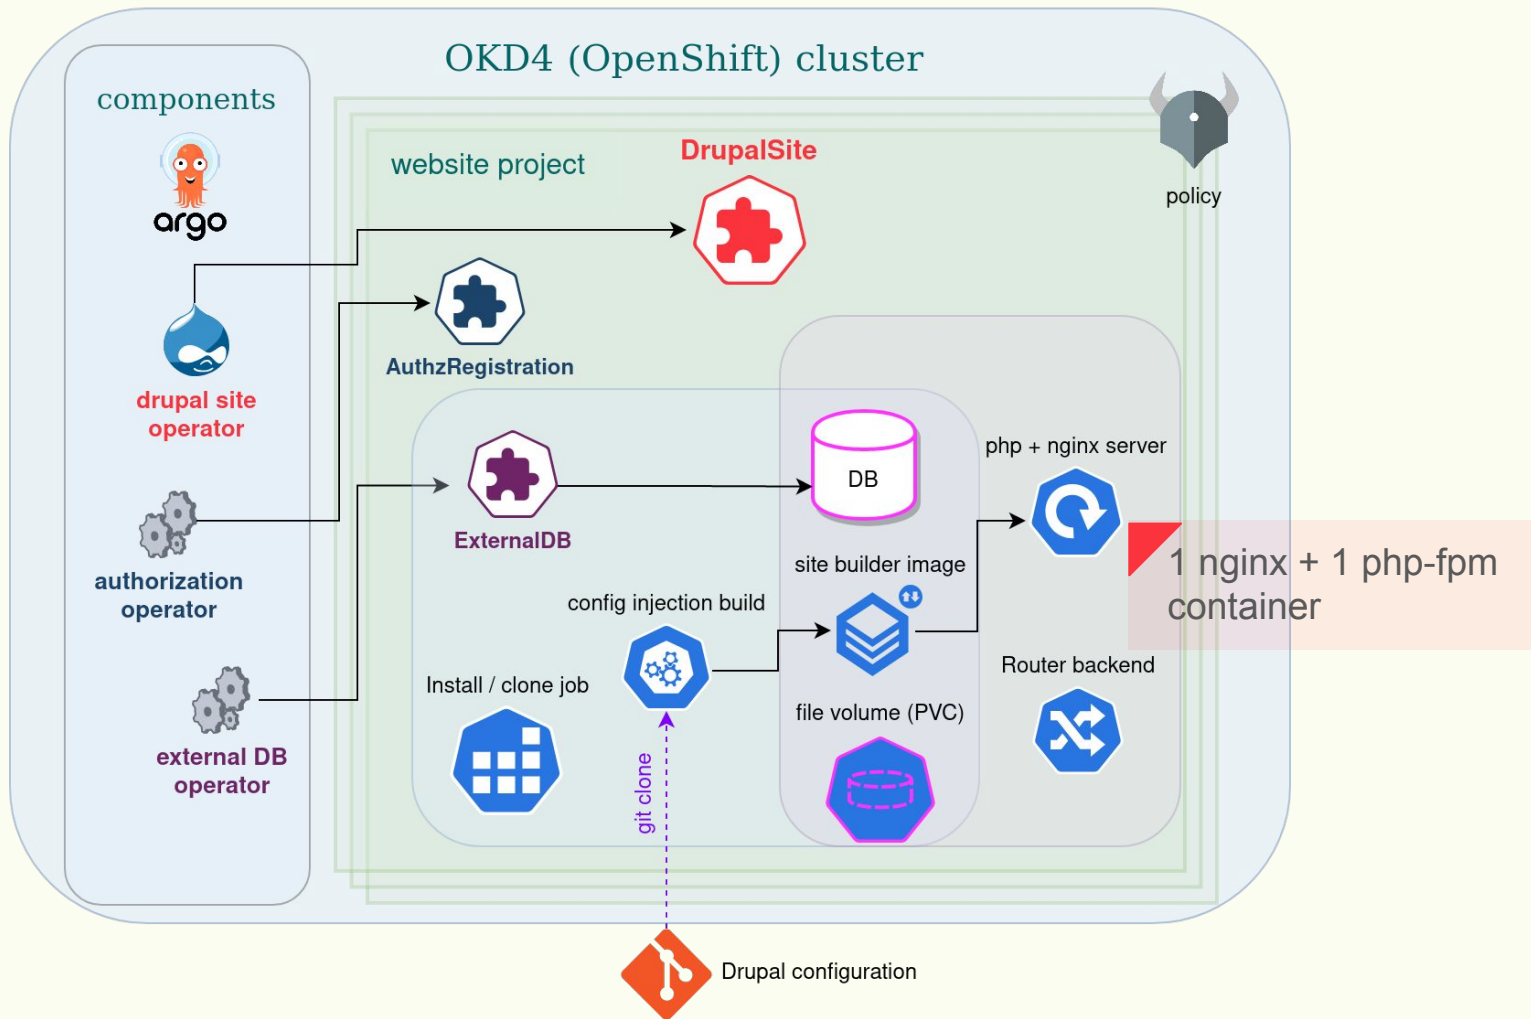 OKD4 (OpenShift) cluster
components
argo
drupal site
operator
authorization
operator
external DB
operator
website project
DrupalSite
policy
AuthzRegistration
ExternalDB
DB
php + nginx server
1 nginx + 1 php-fpm
container
site builder image
config injection build
Install / clone job
file volume (PVC)
Router backend
git clone
Drupal configuration